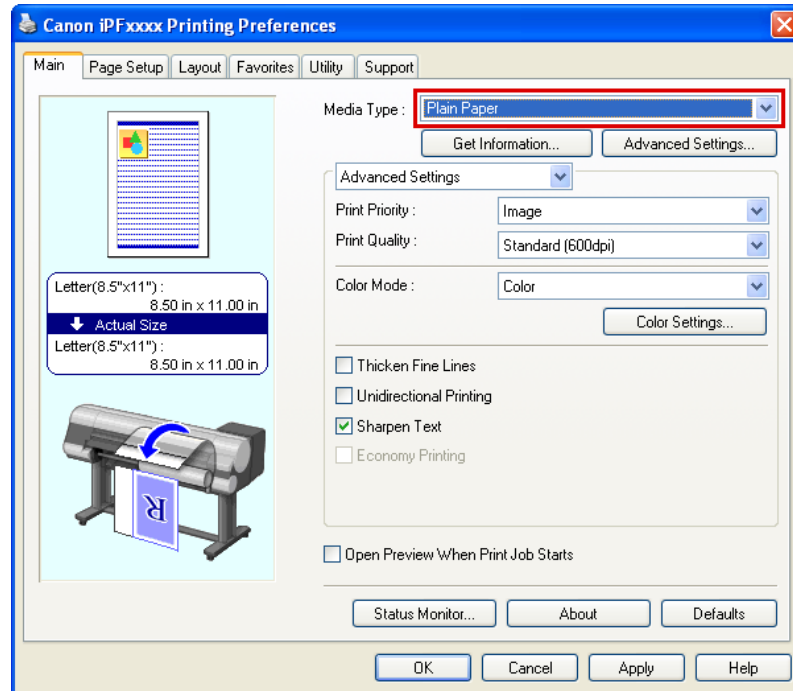 Canon iPFxxxx Printing Preferences
Main Page Setup Layout Favorites Utility Support
Media Type : Plain Paper
Get Information... Advanced Settings...
Advanced Settings
Print Priority : Image
Print Quality : Standard (600dpi)
Color Mode : Color
Color Settings...
Letter(8.5"x11") :
8.50 in x 11.00 in
Actual Size
Letter(8.5"x11") :
8.50 in x 11.00 in
R
Thicken Fine Lines
Unidirectional Printing
Sharpen Text
Economy Printing
Open Preview When Print Job Starts
Status Monitor... About Defaults
OK Cancel Apply Help